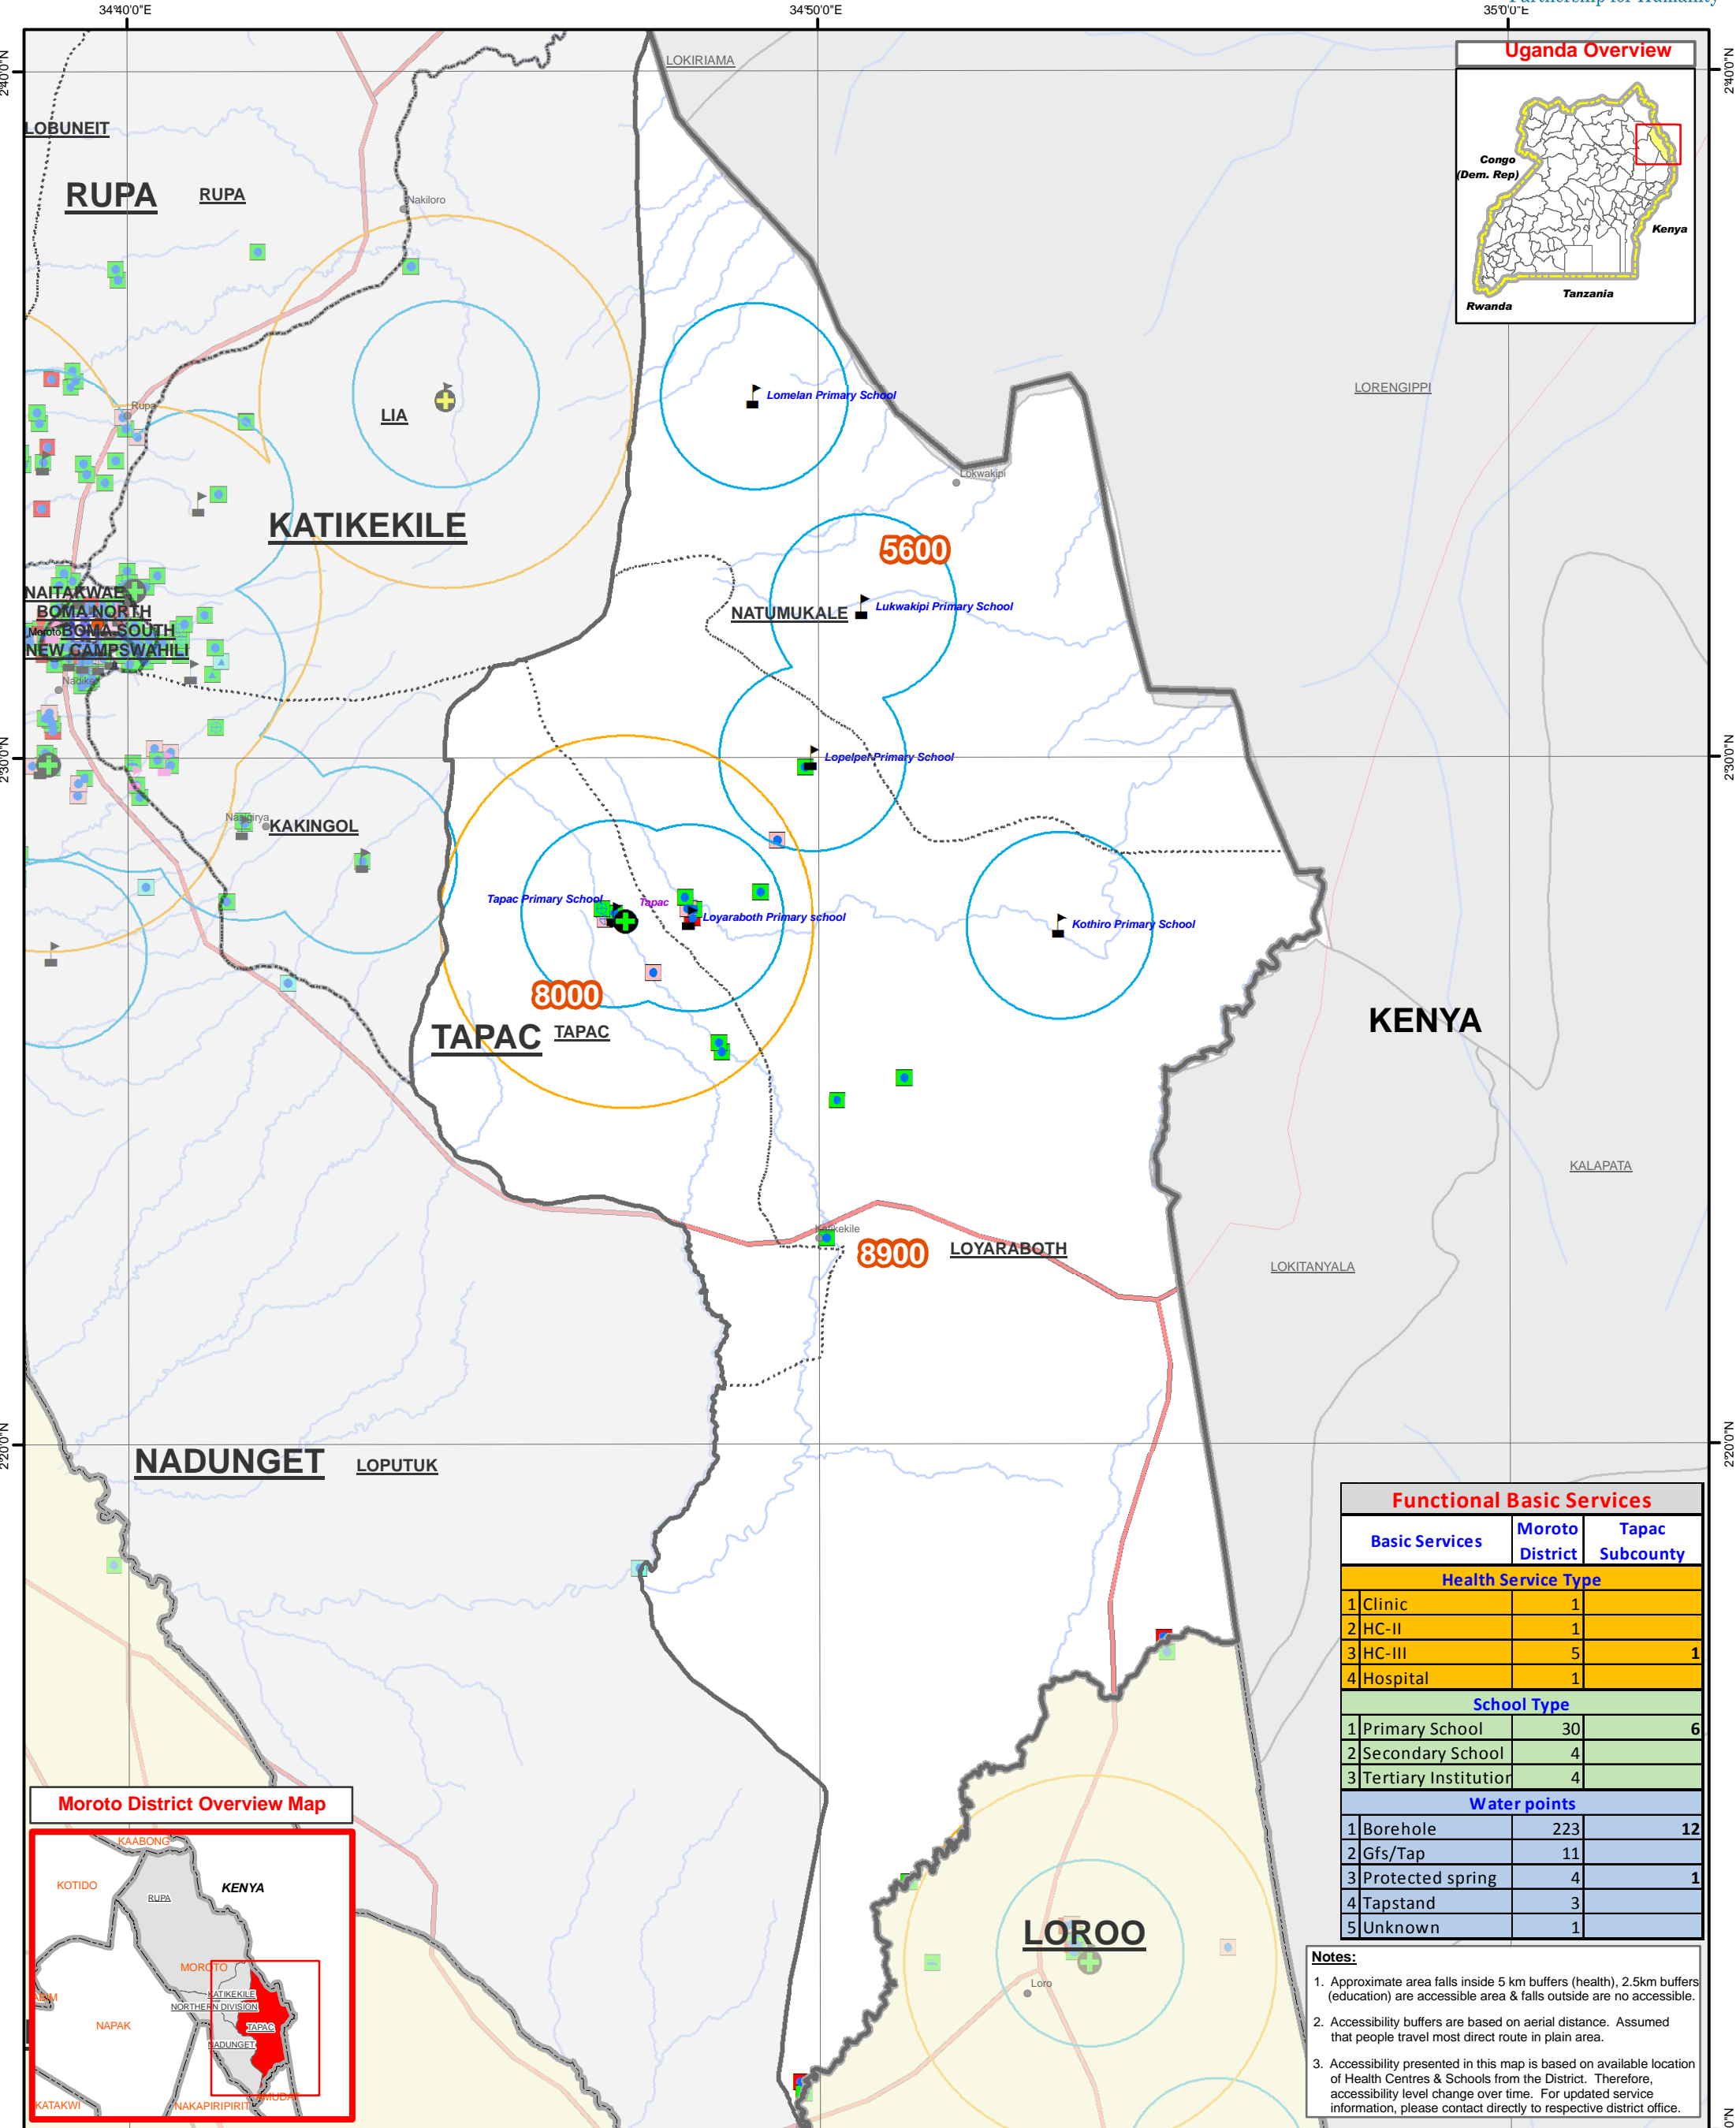 34°40'0"E
34°50'0"E
35°0'0"E
2°40'0"N
2°40'0"N
LOKIRIAMA
Uganda Overview
Congo
(Dem. Rep)
Kenya
Tanzania
Rwanda
LOBUNEIT
RUPA
RUPA
Nakiloro
LORENGIPPI
Lomelan Primary School
LIA
Rupa
Lokwakipi
KATIKEKILE
5600
NAITAKWAE
BOMA NORTH
NATUMUKALE
Lukwakipi Primary School
Moroto
BOMA SOUTH
NEW CAMPSWAHILI
Nadiket
2°30'0"N
2°30'0"N
Lopelpel Primary School
KAKINGOL
Tapac Primary School
Tapac
Loyaraboth Primary school
Kothiro Primary School
8000
TAPAC
TAPAC
KENYA
KALAPATA
8900
LOYARABOTH
LOKITANYALA
2°20'0"N
2°20'0"N
NADUNGET
LOPUTUK
Functional Basic Services
Basic Services
Moroto District
Tapac Subcounty
Health Service Type
1 Clinic 1
2 HC-II 1
3 HC-III 5 1
4 Hospital 1
School Type
1 Primary School 30 6
2 Secondary School 4
3 Tertiary Institution 4
Water points
1 Borehole 223 12
2 Gfs/Tap 11
3 Protected spring 4 1
4 Tapstand 3
5 Unknown 1
Moroto District Overview Map
KAABONG
KOTIDO
RUPA
KENYA
MOROTO
KATIKEKILE
NORTHERN DIVISION
NAPAK
TAPAC
NADUNGET
KATAKWI
NAKAPIRIPIRIT
LOROO
Loro
Notes:
1. Approximate area falls inside 5 km buffers (health), 2.5km buffers
(education) are accessible area & falls outside are no accessible.
2. Accessibility buffers are based on aerial distance. Assumed
that people travel most direct route in plain area.
3. Accessibility presented in this map is based on available location
of Health Centres & Schools from the District. Therefore,
accessibility level change over time. For updated service
information, please contact directly to respective district office.